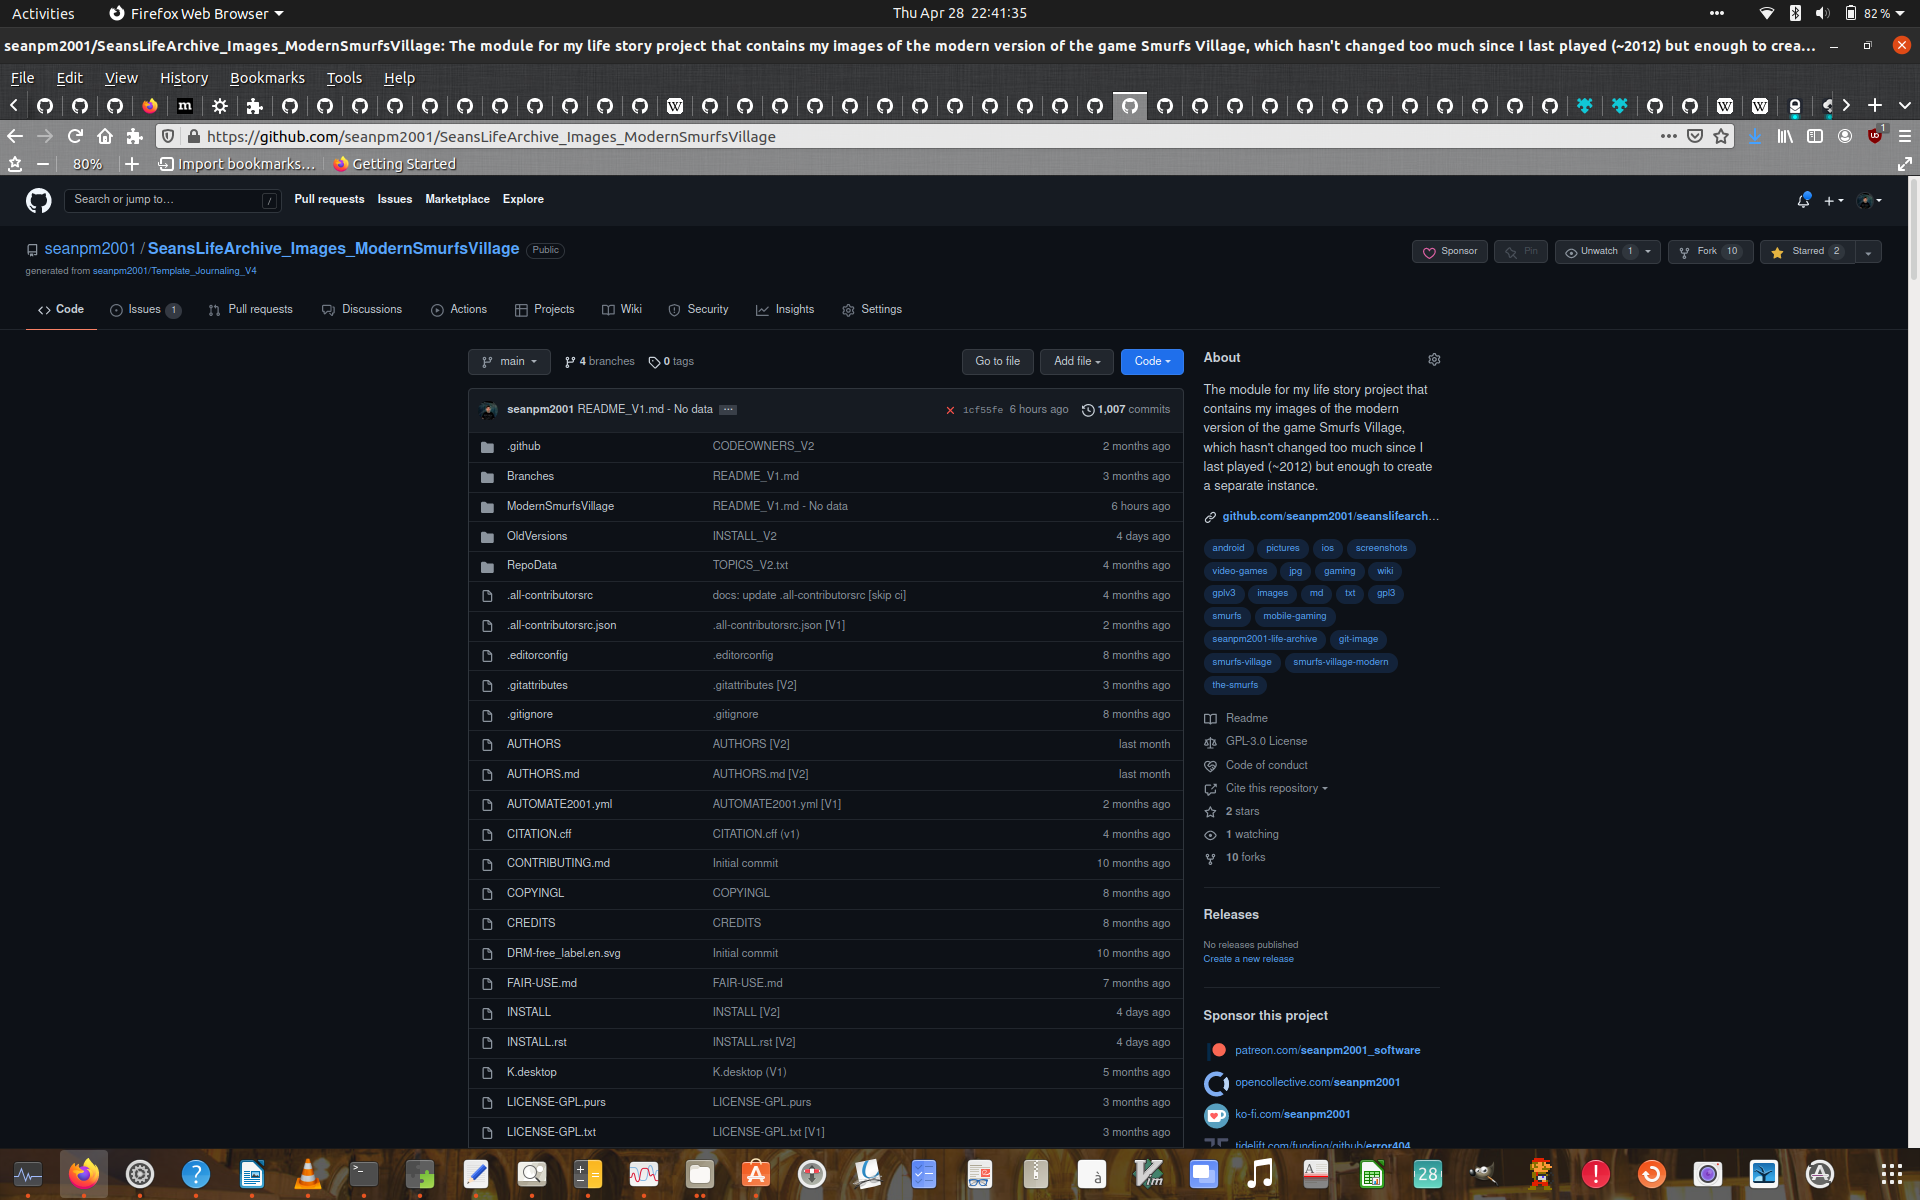 Activities
Firefox Web Browser
Thu Apr 28 22:41:35
82 %
seanpm2001/SeansLifeArchive_Images_ModernSmurfsVillage: The module for my life story project that contains my images of the modern version of the game Smurfs Village, which hasn't changed too much since I last played (~2012) but enough to crea...
File Edit View History Bookmarks Tools Help
https://github.com/seanpm2001/SeansLifeArchive_Images_ModernSmurfsVillage
80%
Import bookmarks...
Getting Started
Search or jump to...
/
Pull requests Issues Marketplace Explore
seanpm2001 / SeansLifeArchive_Images_ModernSmurfsVillage Public
generated from seanpm2001/Template_Journaling_V4
Sponsor
Pin
Unwatch 1
Fork 10
Starred 2
Code
Issues 1
Pull requests
Discussions
Actions
Projects
Wiki
Security
Insights
Settings
main
4 branches
0 tags
Go to file
Add file
Code
seanpm2001 README_V1.md - No data ... 1cf55fe 6 hours ago 1,007 commits
.github CODEOWNERS_V2 2 months ago
Branches README_V1.md 3 months ago
ModernSmurfsVillage README_V1.md - No data 6 hours ago
OldVersions INSTALL_V2 4 days ago
RepoData TOPICS_V2.txt 4 months ago
.all-contributorsrc docs: update .all-contributorsrc [skip ci] 4 months ago
.all-contributorsrc.json .all-contributorsrc.json [V1] 2 months ago
.editorconfig .editorconfig 8 months ago
.gitattributes .gitattributes [V2] 3 months ago
.gitignore .gitignore 8 months ago
AUTHORS AUTHORS [V2] last month
AUTHORS.md AUTHORS.md [V2] last month
AUTOMATE2001.yml AUTOMATE2001.yml [V1] 2 months ago
CITATION.cff CITATION.cff (v1) 4 months ago
CONTRIBUTING.md Initial commit 10 months ago
COPYINGL COPYINGL 8 months ago
CREDITS CREDITS 8 months ago
DRM-free_label.en.svg Initial commit 10 months ago
FAIR-USE.md FAIR-USE.md 7 months ago
INSTALL INSTALL [V2] 4 days ago
INSTALL.rst INSTALL.rst [V2] 4 days ago
K.desktop K.desktop (V1) 5 months ago
LICENSE-GPL.purs LICENSE-GPL.purs 3 months ago
LICENSE-GPL.txt LICENSE-GPL.txt [V1] 3 months ago
About
The module for my life story project that
contains my images of the modern
version of the game Smurfs Village,
which hasn't changed too much since I
last played (~2012) but enough to create
a separate instance.
github.com/seanpm2001/seanslifearch...
android pictures ios screenshots
video-games jpg gaming wiki
gplv3 images md txt gpl3
smurfs mobile-gaming
seanpm2001-life-archive git-image
smurfs-village smurfs-village-modern
the-smurfs
Readme
GPL-3.0 License
Code of conduct
Cite this repository
2 stars
1 watching
10 forks
Releases
No releases published
Create a new release
Sponsor this project
patreon.com/seanpm2001_software
opencollective.com/seanpm2001
ko-fi.com/seanpm2001
tidelift.com/funding/github/error404
28